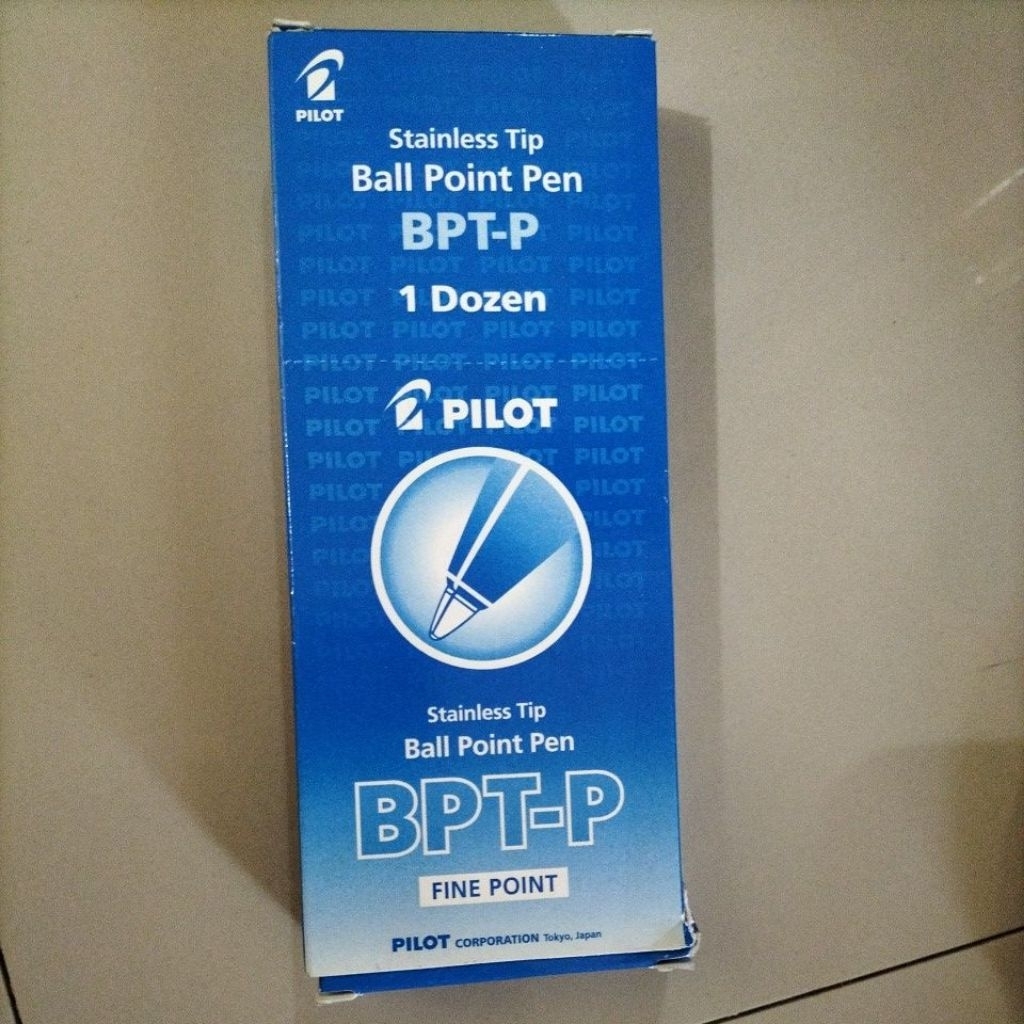 PILOT
Stainless Tip
Ball Point Pen
BPT-P
1 Dozen
PILOT
Stainless Tip
Ball Point Pen
BPT-P
FINE POINT
PILOT CORPORATION Tokyo, Japan